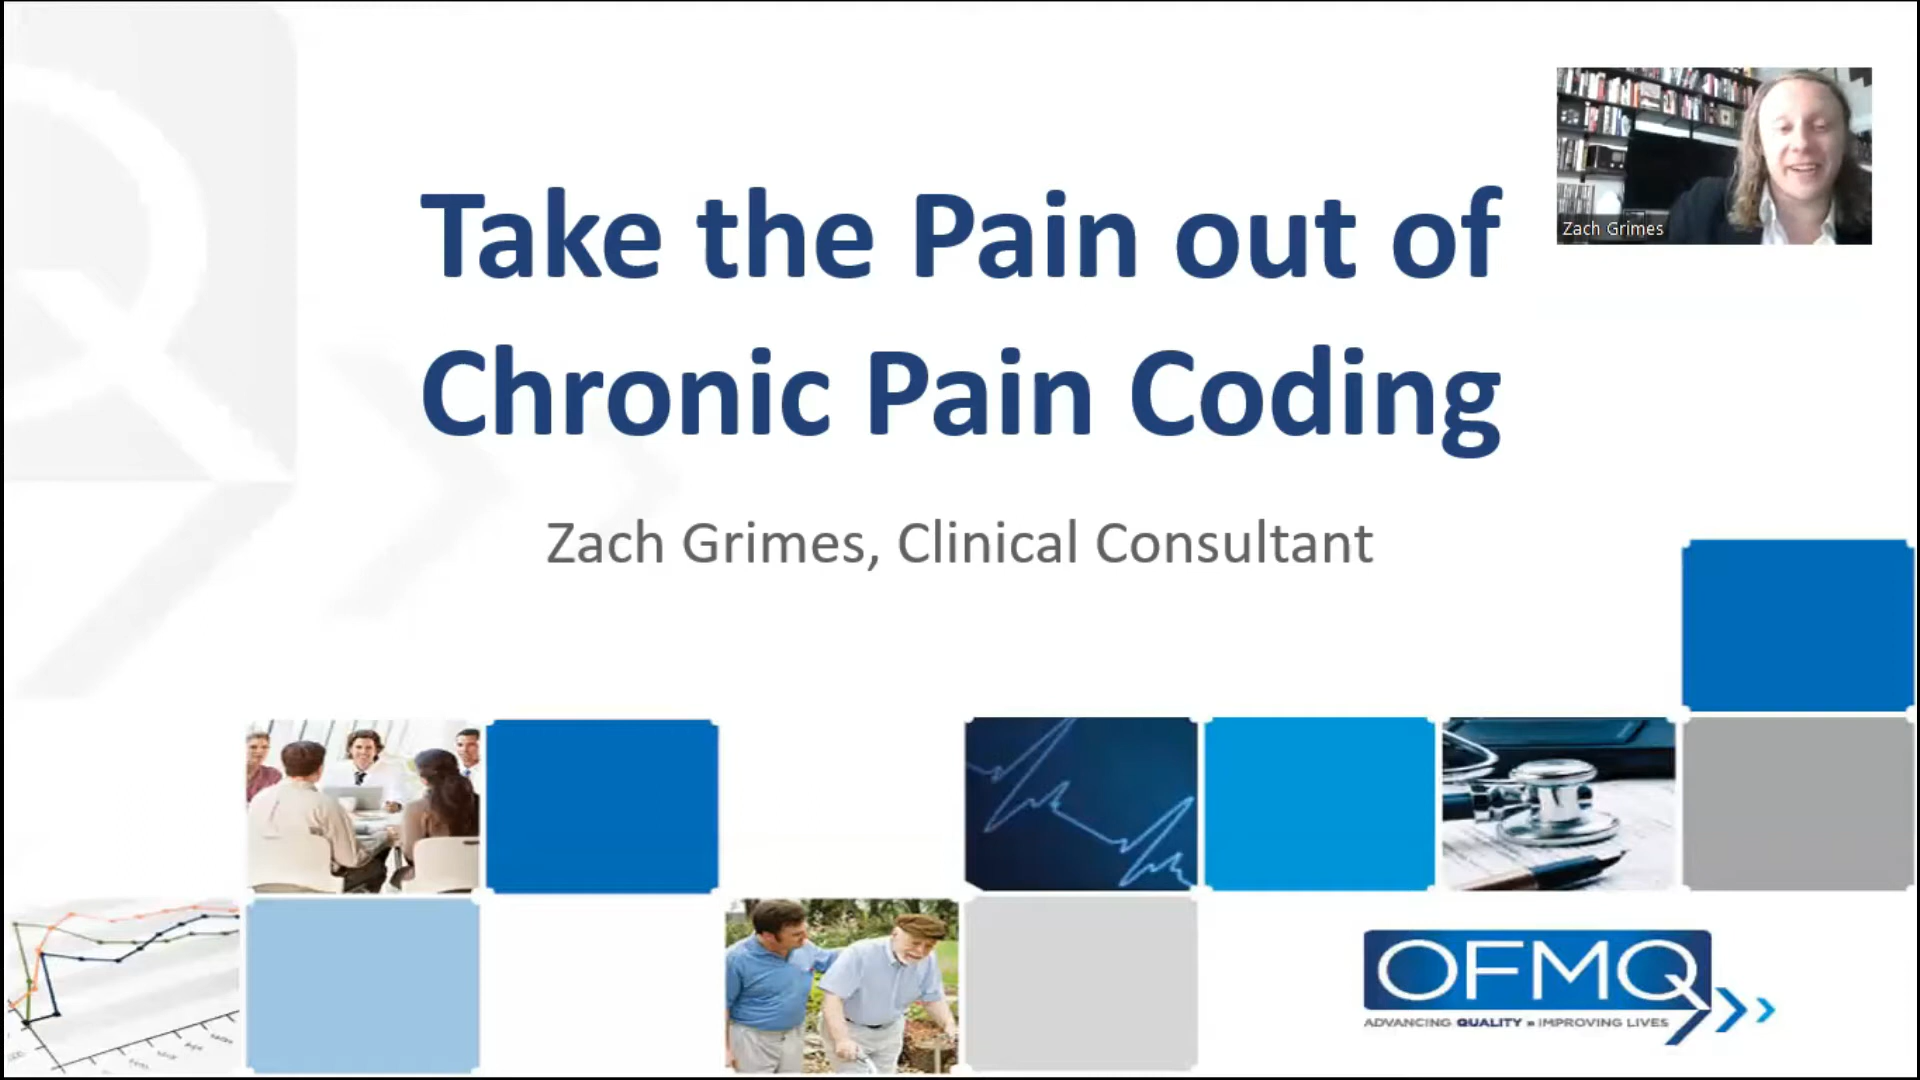 Take the Pain out of
Chronic Pain Coding
Zach Grimes
Zach Grimes, Clinical Consultant
OFMQ
ADVANCING QUALITY » IMPROVING LIVES